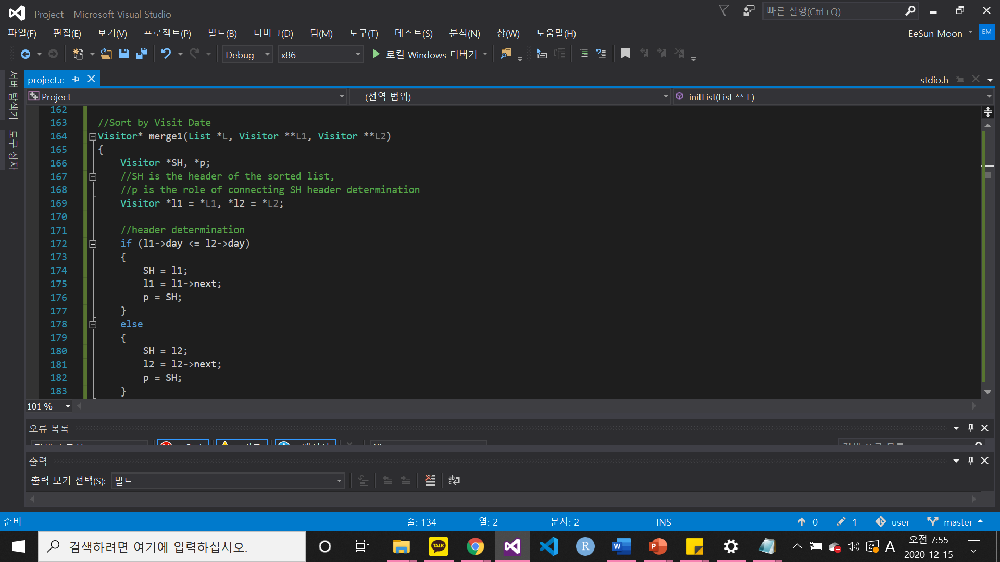 Project - Microsoft Visual Studio
빠른 실행(Ctrl+Q)
파일(F) 편집(E) 보기(V) 프로젝트(P) 빌드(B) 디버그(D) 팀(M) 도구(T) 테스트(S) 분석(N) 창(W) 도움말(H)
EeSun Moon EM
Debug x86 로컬 Windows 디버거
서버 탐색기
도구 상자
project.c
stdio.h
Project (전역 범위) initList(List ** L)
162
163 //Sort by Visit Date
164 Visitor* merge1(List *L, Visitor **L1, Visitor **L2)
165 {
166 Visitor *SH, *p;
167 //SH is the header of the sorted list,
168 //p is the role of connecting SH header determination
169 Visitor *l1 = *L1, *l2 = *L2;
170
171 //header determination
172 if (l1->day <= l2->day)
173 {
174 SH = l1;
175 l1 = l1->next;
176 p = SH;
177 }
178 else
179 {
180 SH = l2;
181 l2 = l2->next;
182 p = SH;
183 }
101 %
오류 목록
출력
출력 보기 선택(S): 빌드
준비 줄: 134 열: 2 문자: 2 INS 0 1 user master
검색하려면 여기에 입력하십시오.
TALK
R
W
P
A
오전 7:55
2020-12-15